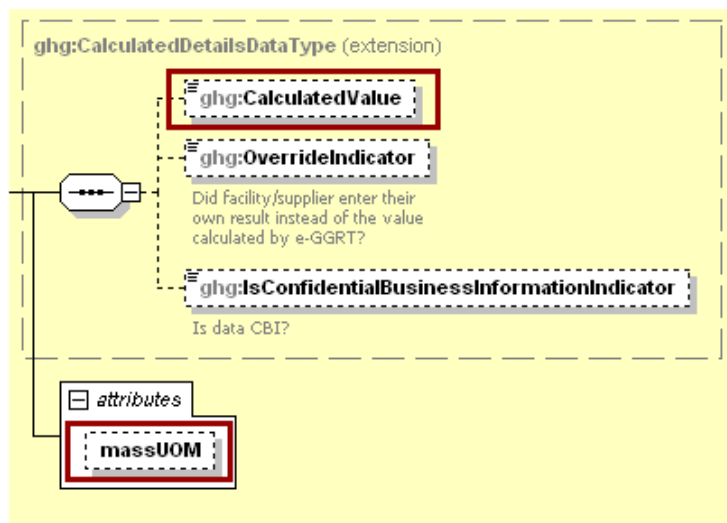 ghg:CalculatedDetailsDataType (extension)
ghg:CalculatedValue
ghg:OverrideIndicator
Did facility/supplier enter their
own result instead of the value
calculated by e-GGRT?
ghg:IsConfidentialBusinessInformationIndicator
Is data CBI?
attributes
massUOM